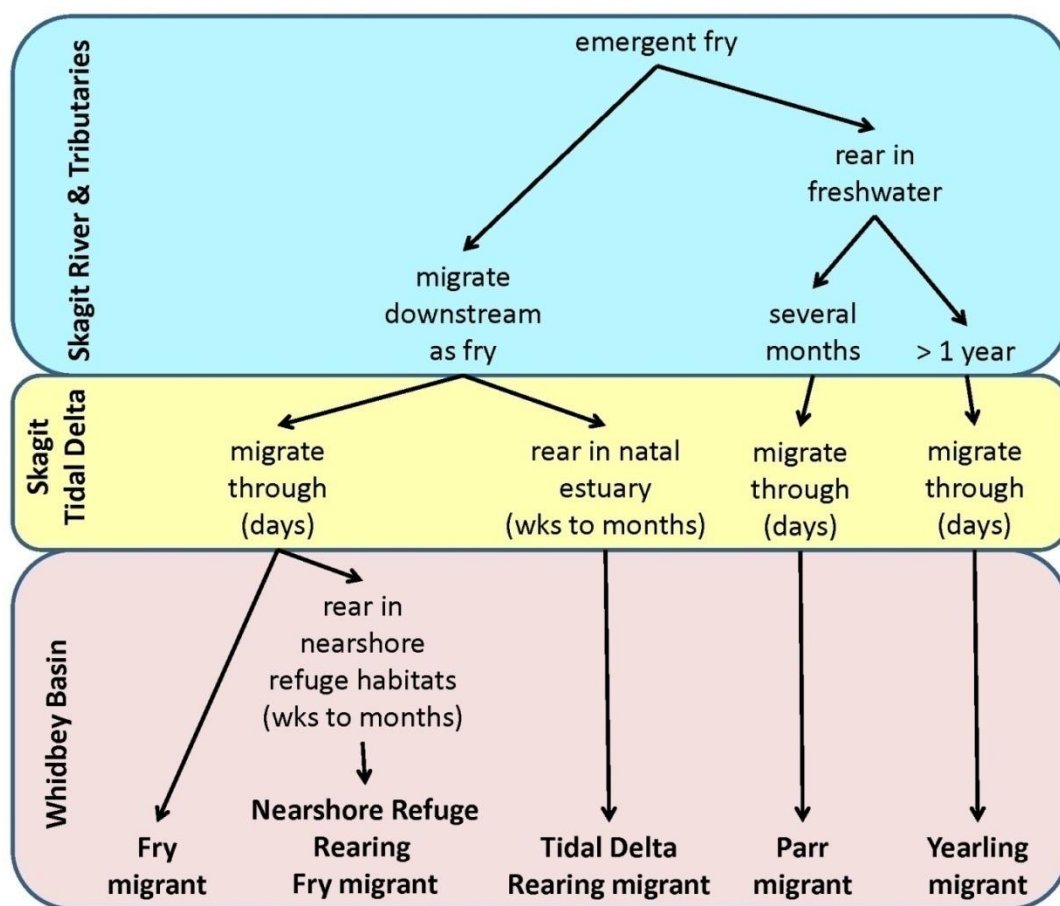 Skagit River & Tributaries
emergent fry
rear in
freshwater
migrate
downstream
as fry
several
months
> 1 year
Skagit
Tidal Delta
migrate
through
(days)
rear in natal
estuary
(wks to months)
migrate
through
(days)
migrate
through
(days)
Whidbey Basin
rear in
nearshore
refuge habitats
(wks to months)
Fry
migrant
Nearshore Refuge
Rearing
Fry migrant
Tidal Delta
Rearing migrant
Parr
migrant
Yearling
migrant